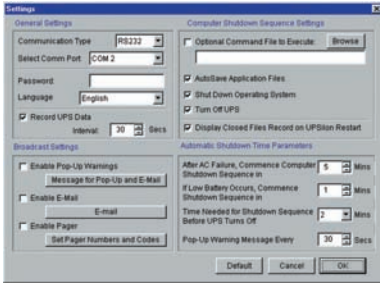 Settings
General Settings
Communication Type RS232
Select Comm Port COM 2
Password:
Language English
Record UPS Data
Interval: 30 Secs
Broadcast Settings
Enable Pop-Up Warnings
Message for Pop-Up and E-Mail
Enable E-Mail
E-mail
Enable Pager
Set Pager Numbers and Codes
Computer Shutdown Sequence Settings
Optional Command File to Execute: Browse
AutoSave Application Files
Shut Down Operating System
Turn Off UPS
Display Closed Files Record on UPSilon Restart
Automatic Shutdown Time Parameters
After AC Failure, Commence Computer
Shutdown Sequence in 5 Mins
If Low Battery Occurs, Commence
Shutdown Sequence in 1 Mins
Time Needed for Shutdown Sequence
Before UPS Turns Off 2 Mins
Pop-Up Warning Message Every 30 Secs
Default Cancel OK